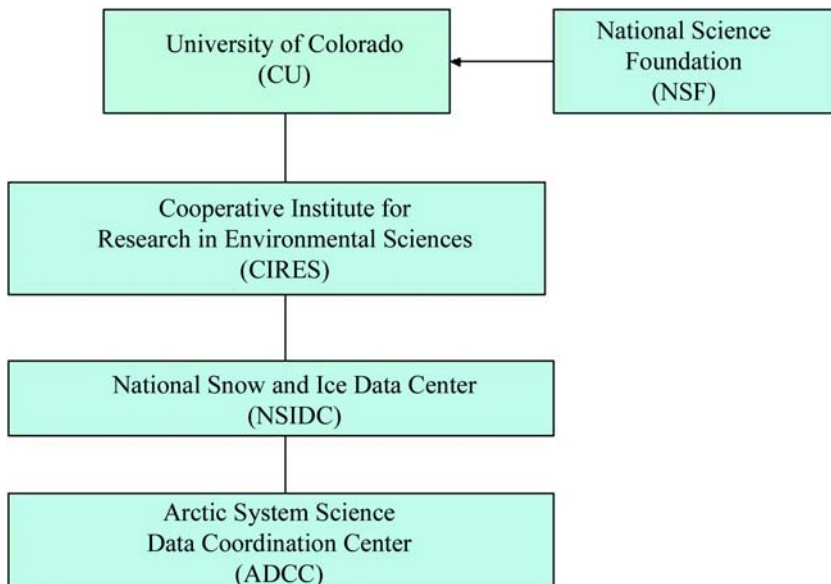 University of Colorado
(CU)
National Science
Foundation
(NSF)
Cooperative Institute for
Research in Environmental Sciences
(CIRES)
National Snow and Ice Data Center
(NSIDC)
Arctic System Science
Data Coordination Center
(ADCC)